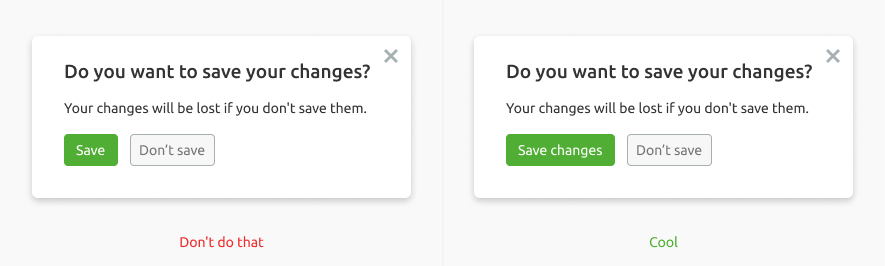 Do you want to save your changes?
Your changes will be lost if you don't save them.
Save
Don’t save
Don't do that
Do you want to save your changes?
Your changes will be lost if you don't save them.
Save changes
Don’t save
Cool